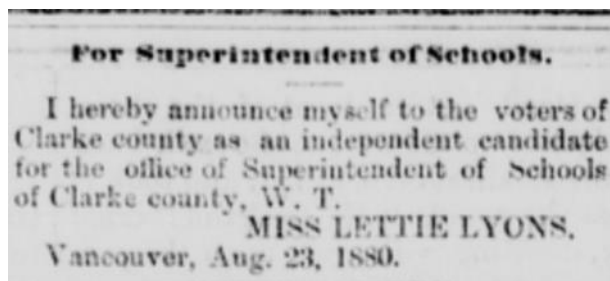 For Superintendent of Schools.
I hereby announce myself to the voters of
Clarke county as an independent candidate
for the office of Superintendent of Schools
of Clarke county, W. T.
MISS LETTIE LYONS.
Vancouver, Aug. 23, 1880.